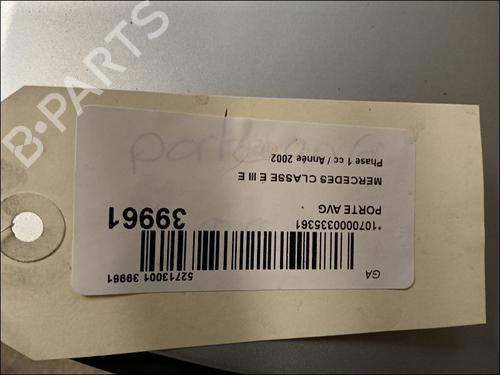 GA
52713001 39961
*1070000335361
PORTE AVG
39961
MERCEDES CLASSE E III E
Phase 1 cc / Année 2002
B-PARTS